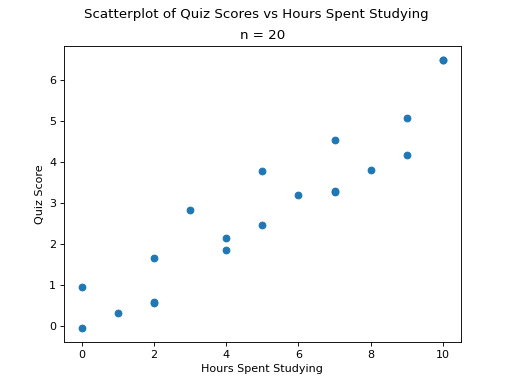 Scatterplot of Quiz Scores vs Hours Spent Studying
n = 20
6
5
4
3
2
1
0
Quiz Score
0 2 4 6 8 10
Hours Spent Studying